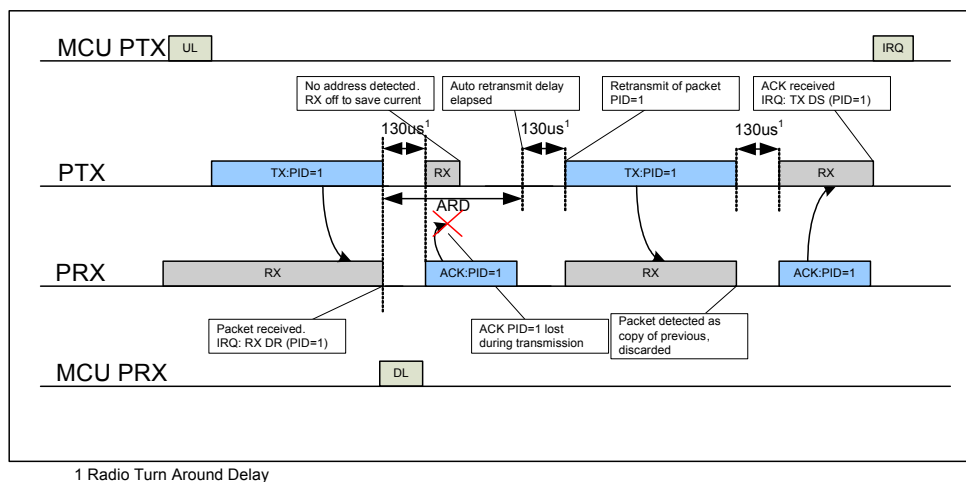 MCU PTX
UL
IRQ
No address detected.
RX off to save current
Auto retransmit delay
elapsed
Retransmit of packet
PID=1
ACK received
IRQ: TX DS (PID=1)
130us1
130us1
130us1
PTX
TX:PID=1
RX
TX:PID=1
RX
ARD
PRX
RX
ACK:PID=1
RX
ACK:PID=1
Packet received.
IRQ: RX DR (PID=1)
ACK PID=1 lost
during transmission
Packet detected as
copy of previous,
discarded
MCU PRX
DL
1 Radio Turn Around Delay